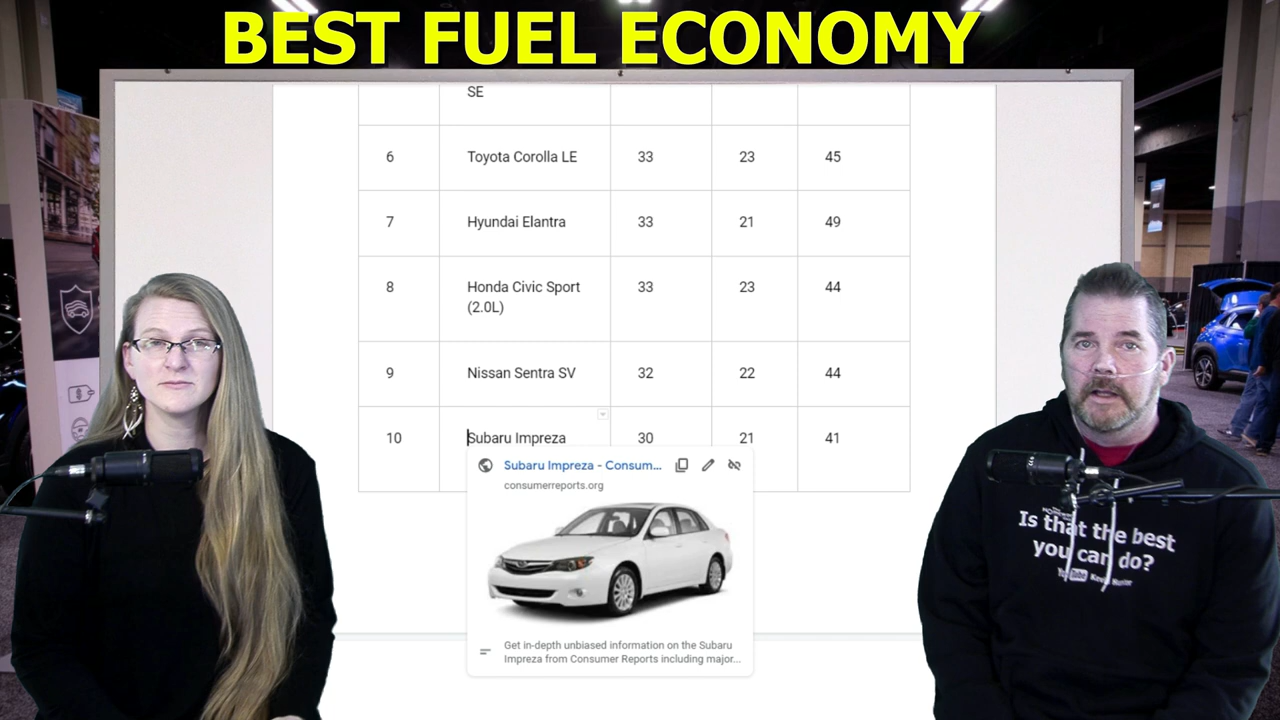 BEST FUEL ECONOMY
SE
6 Toyota Corolla LE 33 23 45
7 Hyundai Elantra 33 21 49
8 Honda Civic Sport 33 23 44
(2.0L)
9 Nissan Sentra SV 32 22 44
10 Subaru Impreza 30 21 41
Subaru Impreza - Consum...
consumerreports.org
Get in-depth unbiased information on the Subaru
Impreza from Consumer Reports including major...
Is that the best
you can do?
YouTube Kevin Hunter